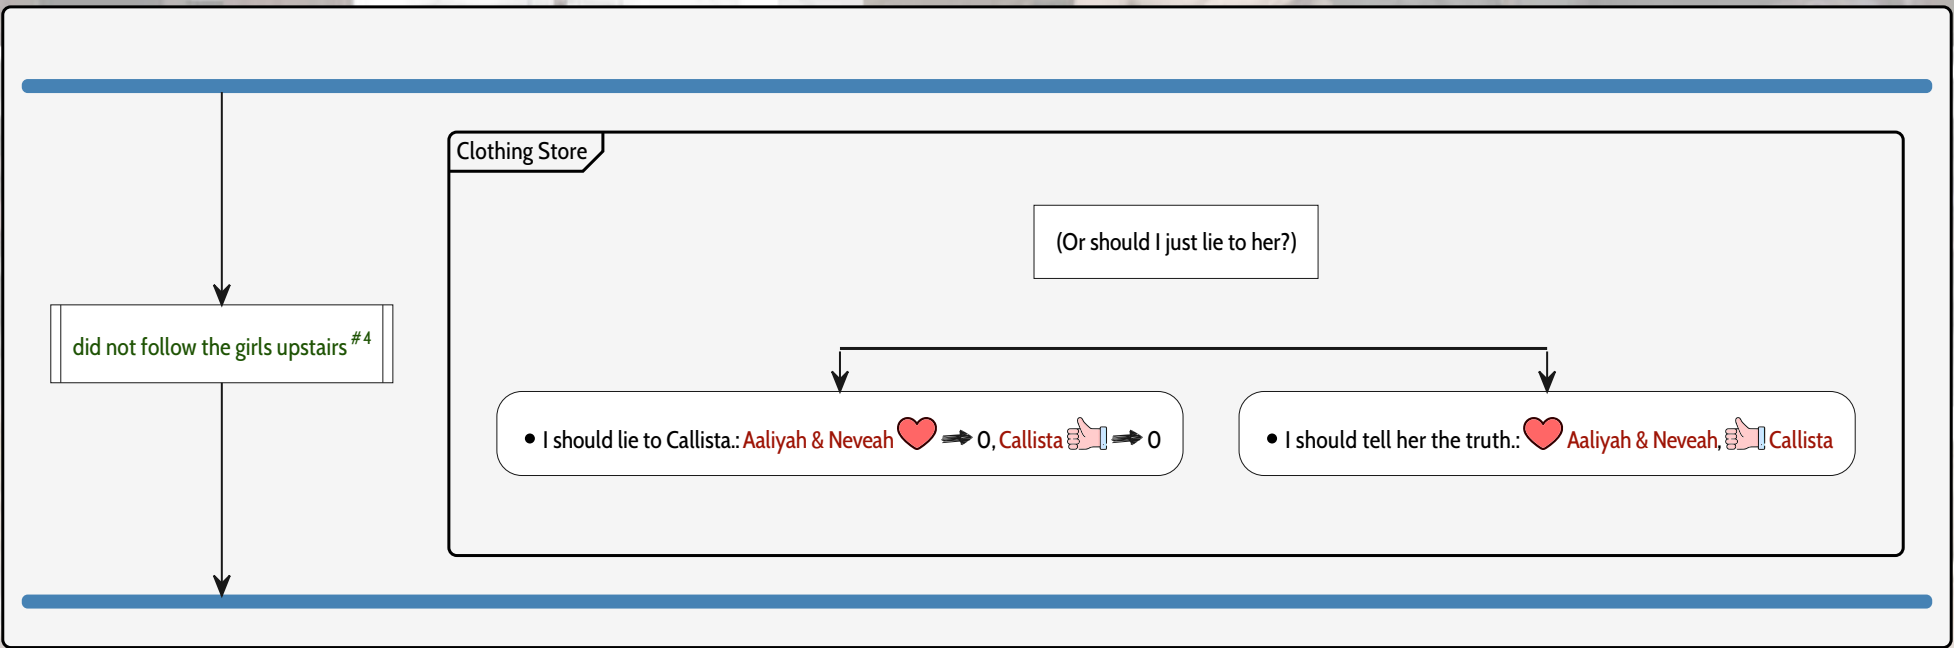 Clothing Store
(Or should I just lie to her?)
did not follow the girls upstairs #4
• I should lie to Callista.: Aaliyah & Neveah 0, Callista 0
• I should tell her the truth.: Aaliyah & Neveah, Callista